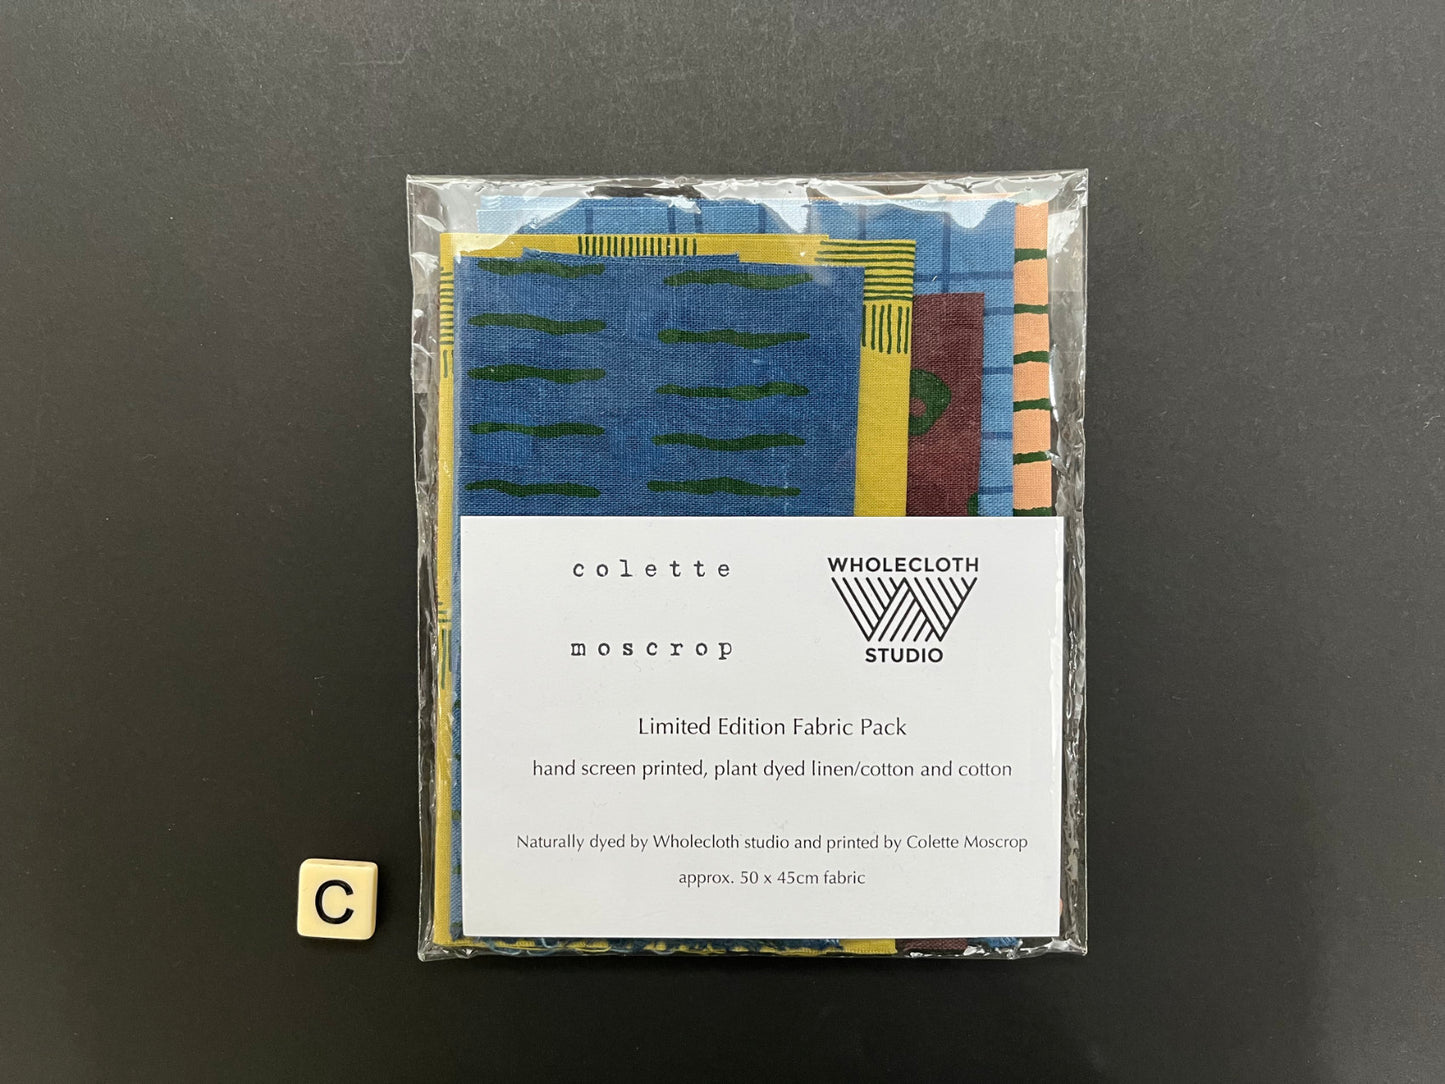 colette
moscrop
WHOLECLOTH
STUDIO
Limited Edition Fabric Pack
hand screen printed, plant dyed linen/cotton and cotton
Naturally dyed by Wholecloth studio and printed by Colette Moscrop
approx. 50 x 45cm fabric
C